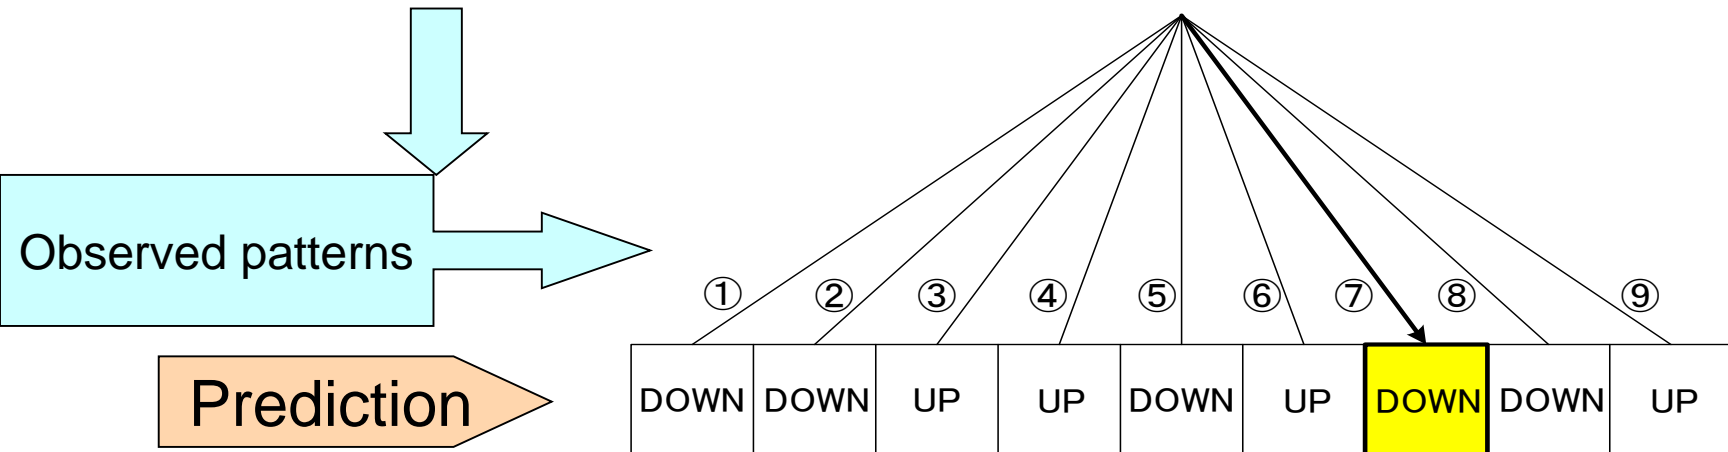 Observed patterns
① ② ③ ④ ⑤ ⑥ ⑦ ⑧ ⑨
Prediction
DOWN DOWN UP UP DOWN UP DOWN DOWN UP